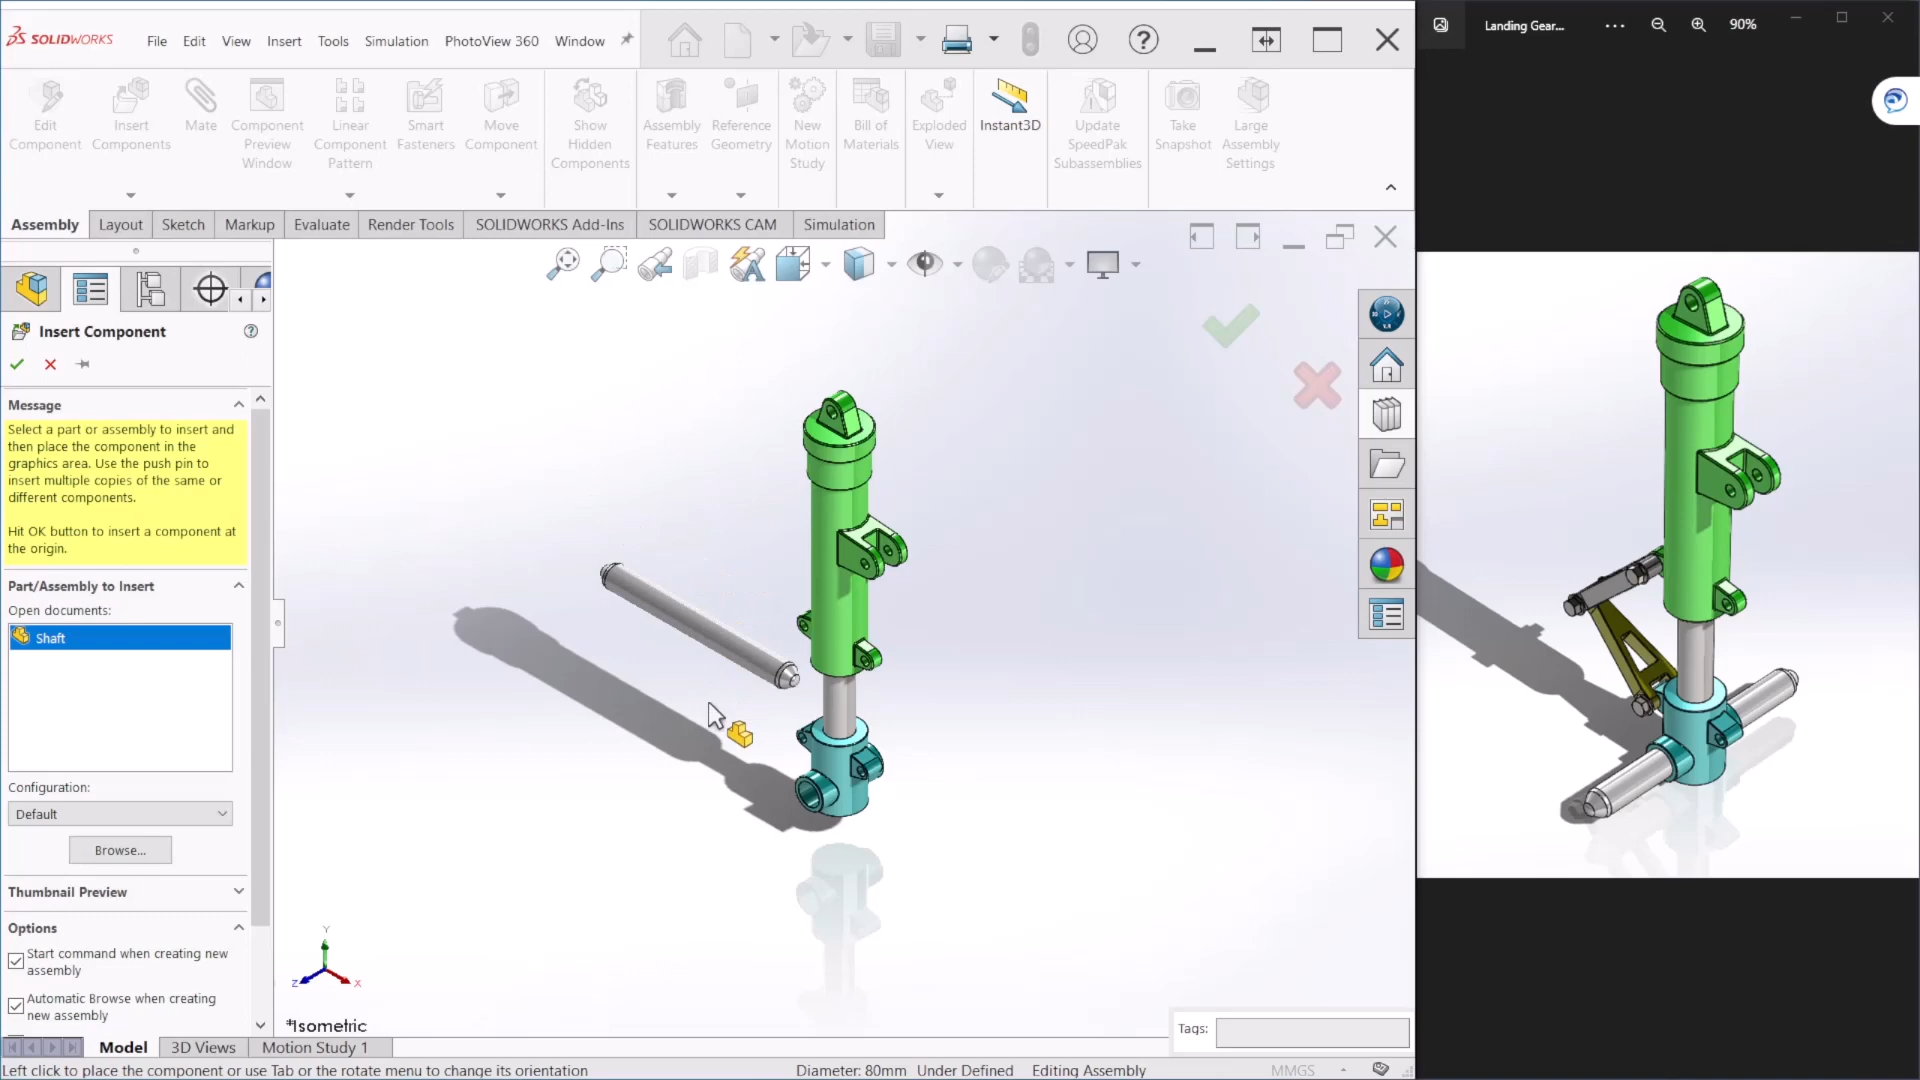 SOLIDWORKS File Edit View Insert Tools Simulation PhotoView 360 Window
Landing Gear... ... 90%
Edit Component
Insert Components
Mate
Component Preview Window
Linear Component Pattern
Smart Fasteners
Move Component
Show Hidden Components
Assembly Features
Reference Geometry
New Motion Study
Bill of Materials
Exploded View
Instant3D
Update SpeedPak Subassemblies
Take Snapshot
Large Assembly Settings
Assembly Layout Sketch Markup Evaluate Render Tools SOLIDWORKS Add-Ins SOLIDWORKS CAM Simulation
Insert Component
Message
Select a part or assembly to insert and
then place the component in the
graphics area. Use the push pin to
insert multiple copies of the same or
different components.
Hit OK button to insert a component at
the origin.
Part/Assembly to Insert
Open documents:
Shaft
Configuration:
Default
Browse...
Thumbnail Preview
Options
Start command when creating new
assembly
Automatic Browse when creating
new assembly
Y
Z
X
*Isometric
Tags:
Model 3D Views Motion Study 1
Left click to place the component or use Tab or the rotate menu to change its orientation Diameter: 80mm Under Defined Editing Assembly MMGS